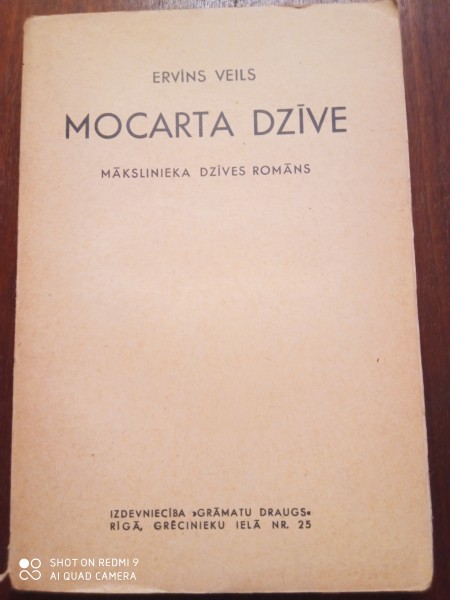 ERVĪNS VEILS
MOCARTA DZĪVE
MĀKSLINIEKA DZĪVES ROMĀNS
IZDEVNIECĪBA »GRĀMATU DRAUGS«
RĪGĀ, GRĒCINIEKU IELĀ NR. 25
SHOT ON REDMI 9
AI QUAD CAMERA